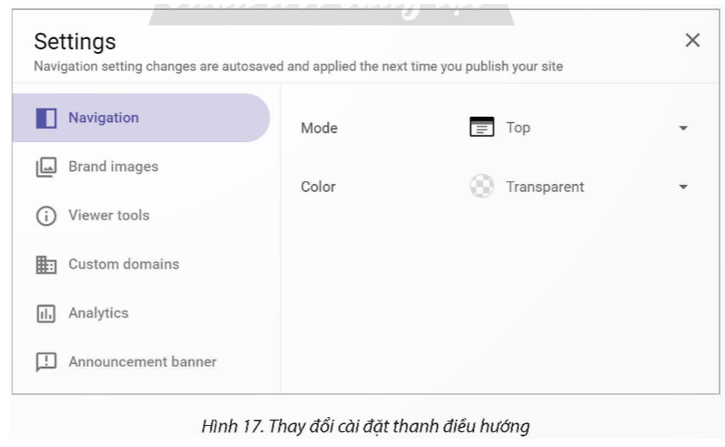 Settings
Navigation setting changes are autosaved and applied the next time you publish your site
Navigation
Brand images
Viewer tools
Custom domains
Analytics
Announcement banner
Mode Top
Color Transparent
Hình 17. Thay đổi cài đặt thanh điều hướng